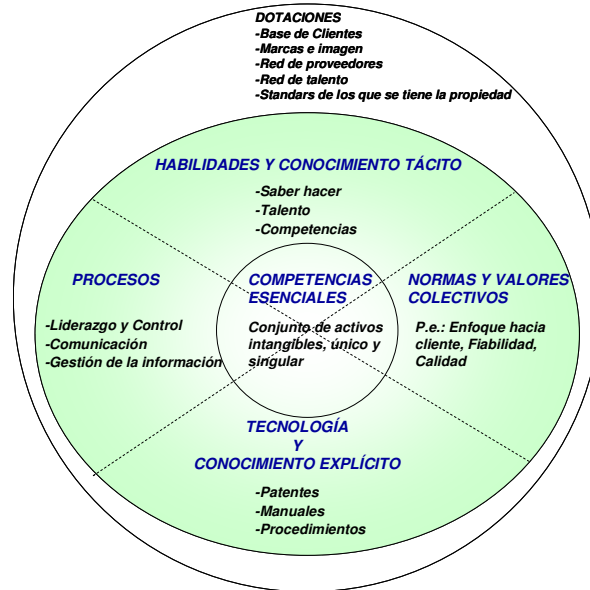 DOTACIONES
-Base de Clientes
-Marcas e imagen
-Red de proveedores
-Red de talento
-Standars de los que se tiene la propiedad
HABILIDADES Y CONOCIMIENTO TÁCITO
-Saber hacer
-Talento
-Competencias
PROCESOS
-Liderazgo y Control
-Comunicación
-Gestión de la información
COMPETENCIAS
ESENCIALES
Conjunto de activos
intangibles, único y
singular
NORMAS Y VALORES
COLECTIVOS
P.e.: Enfoque hacia
cliente, Fiabilidad,
Calidad
TECNOLOGÍA
Y
CONOCIMIENTO EXPLÍCITO
-Patentes
-Manuales
-Procedimientos